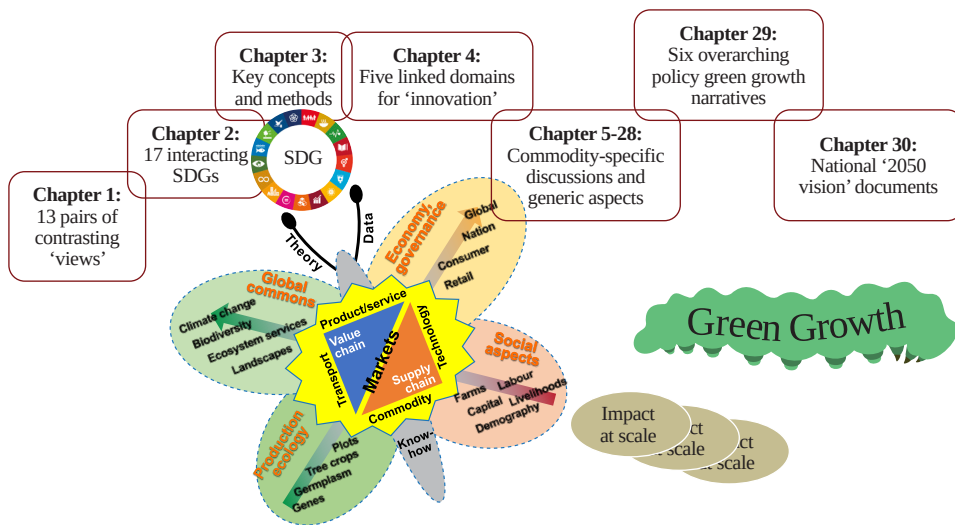 Chapter 1:
13 pairs of
contrasting
‘views’
Chapter 2:
17 interacting
SDGs
Chapter 3:
Key concepts
and methods
Chapter 4:
Five linked domains
for ‘innovation’
Chapter 5-28:
Commodity-specific
discussions and
generic aspects
Chapter 29:
Six overarching
policy green growth
narratives
Chapter 30:
National ‘2050
vision’ documents
SDG
Theory
Data
Economy,
governance
Global
Nation
Consumer
Retail
Global
commons
Climate change
Biodiversity
Ecosystem services
Landscapes
Product/service
Technology
Transport
Commodity
Value
chain
Markets
Supply
chain
Social
aspects
Farms
Labour
Capital
Livelihoods
Demography
Production
ecology
Plots
Tree crops
Germplasm
Genes
Know-
how
Green Growth
Impact
at scale
ct
scale
ct
at scale